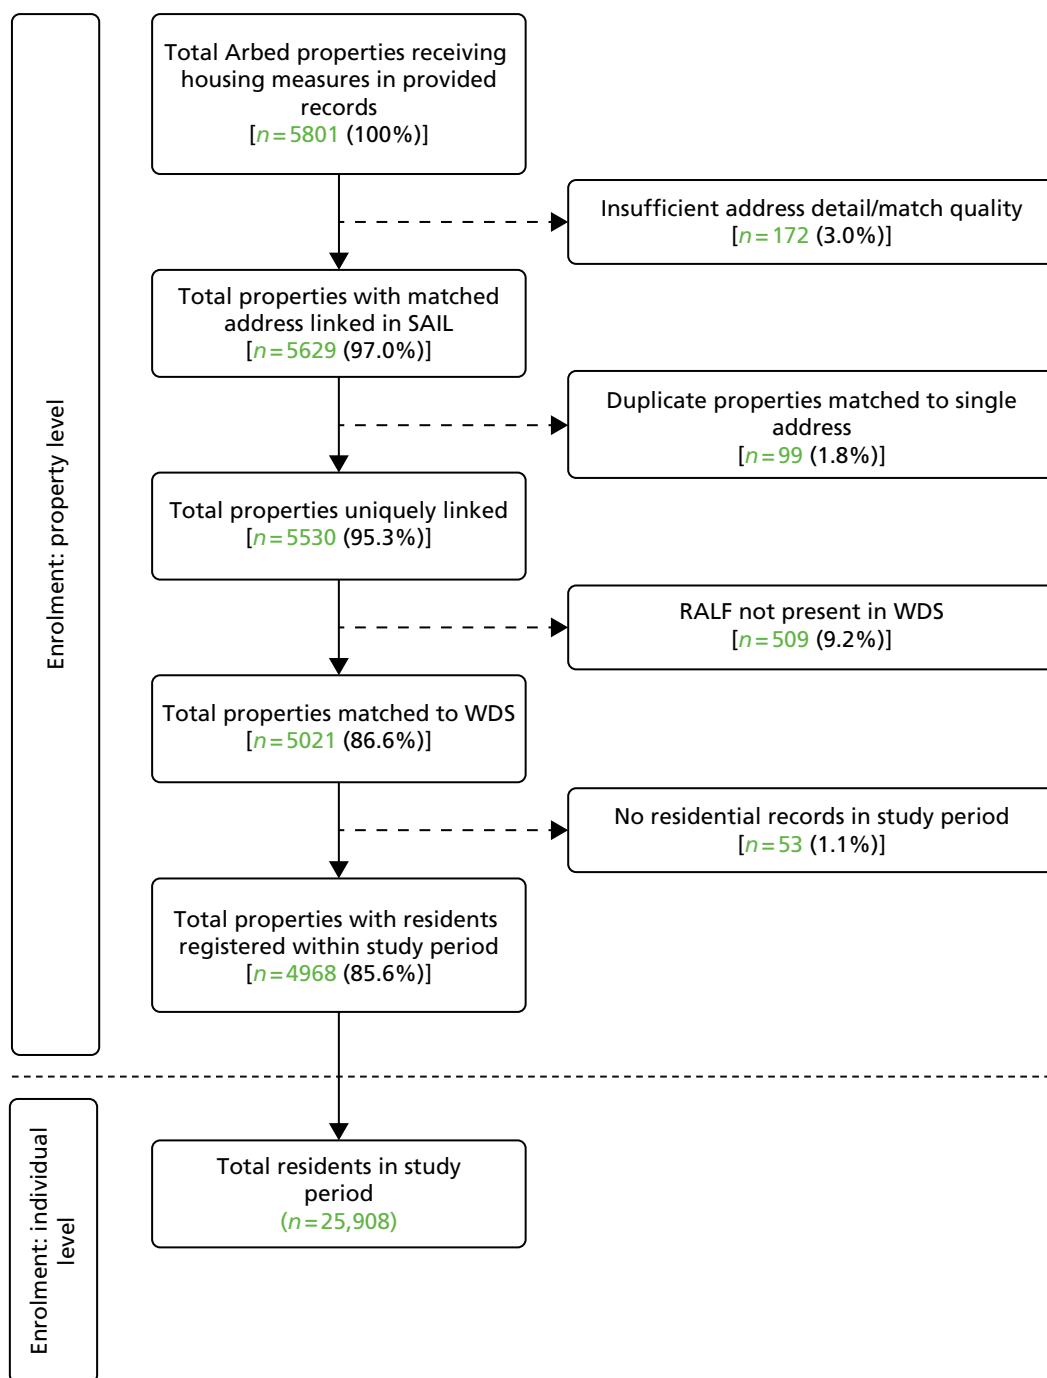 Enrolment: property level
Total Arbed properties receiving
housing measures in provided
records
[n=5801 (100%)]
Insufficient address detail/match quality
[n=172 (3.0%)]
Total properties with matched
address linked in SAIL
[n=5629 (97.0%)]
Duplicate properties matched to single
address
[n=99 (1.8%)]
Total properties uniquely linked
[n=5530 (95.3%)]
RALF not present in WDS
[n=509 (9.2%)]
Total properties matched to WDS
[n=5021 (86.6%)]
No residential records in study period
[n=53 (1.1%)]
Total properties with residents
registered within study period
[n=4968 (85.6%)]
Enrolment: individual
level
Total residents in study
period
(n=25,908)